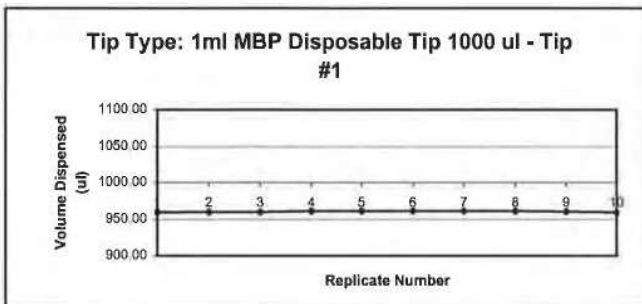 Tip Type: 1ml MBP Disposable Tip 1000 ul - Tip
#1
1100.00
1050.00
1000.00
950.00
900.00
Volume Dispensed
(ul)
2 3 4 5 6 7 8 9 10
Replicate Number